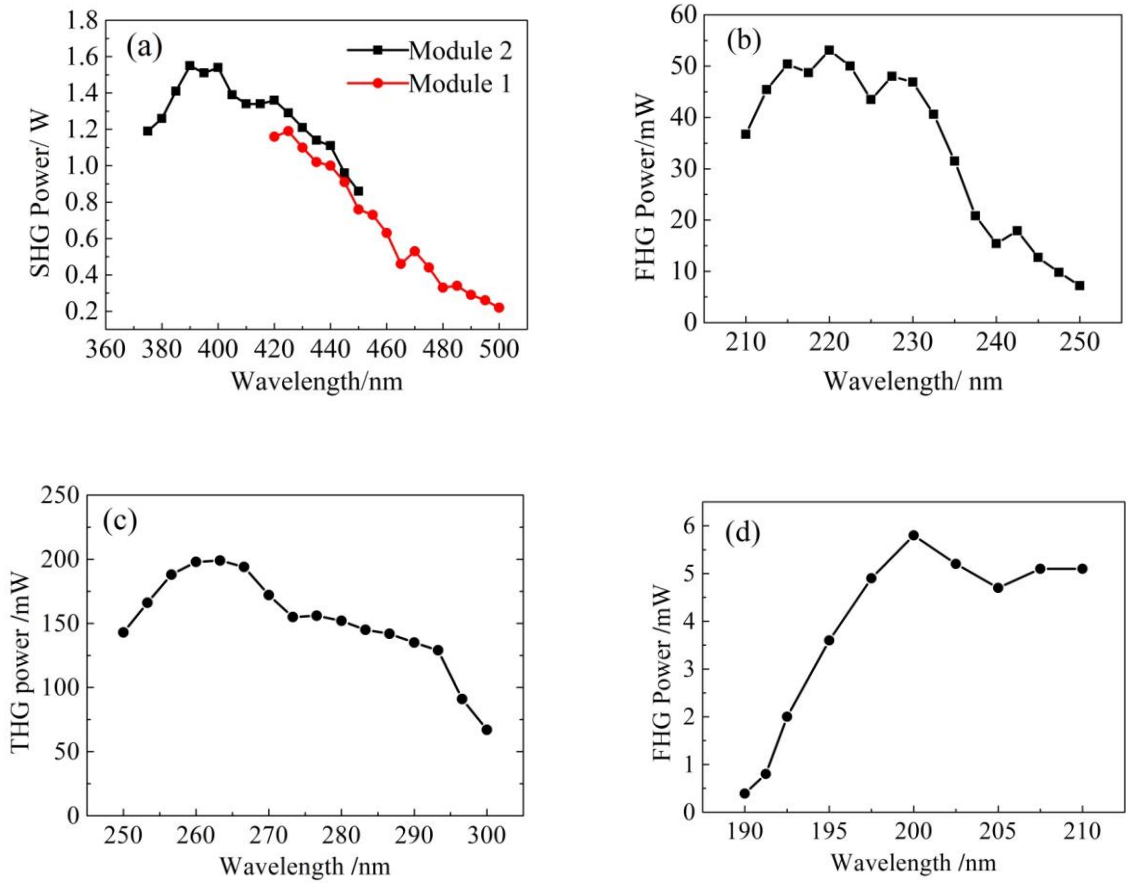 (a)
Module 2
Module 1
SHG Power/ W
1.8
1.6
1.4
1.2
1.0
0.8
0.6
0.4
0.2
360 380 400 420 440 460 480 500
Wavelength/nm
(b)
FHG Power/mW
60
50
40
30
20
10
0
210 220 230 240 250
Wavelength/ nm
(c)
THG power /mW
250
200
150
100
50
0
250 260 270 280 290 300
Wavelength /nm
(d)
FHG Power /mW
6
5
4
3
2
1
0
190 195 200 205 210
Wavelength /nm